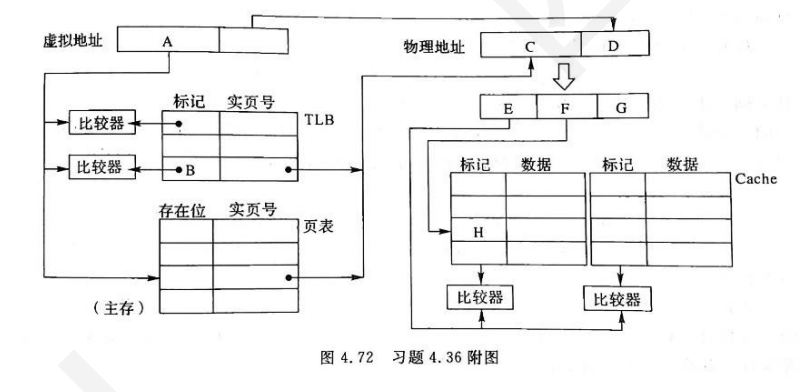 虚拟地址 A
物理地址 C D
E F G
标记 实页号
TLB
比较器
比较器 B
标记 数据 标记 数据
Cache
存在位 实页号
页表
H
(主存)
比较器 比较器
图 4.72 习题 4.36 附图